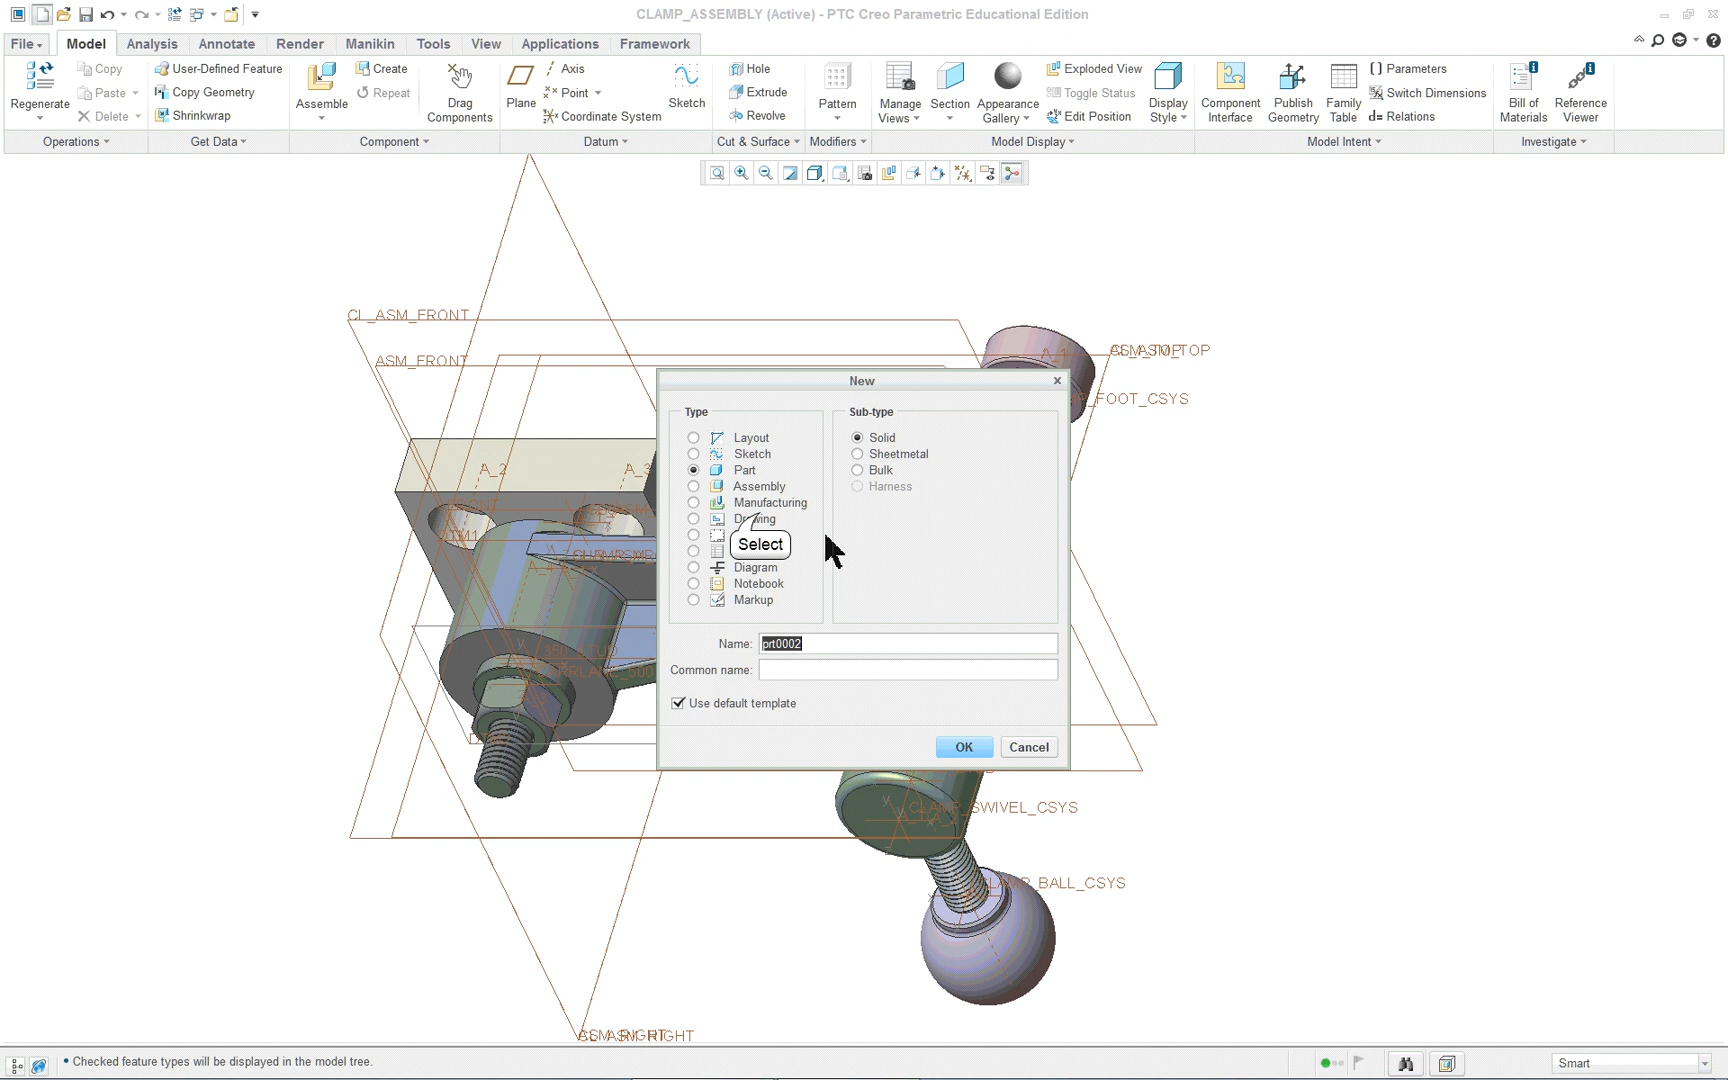 CLAMP_ASSEMBLY (Active) - PTC Creo Parametric Educational Edition
File
Model
Analysis
Annotate
Render
Manikin
Tools
View
Applications
Framework
Regenerate
Copy
Paste
Delete
User-Defined Feature
Copy Geometry
Shrinkwrap
Assemble
Create
Repeat
Drag Components
Plane
Axis
Point
Coordinate System
Sketch
Hole
Extrude
Revolve
Pattern
Manage Views
Section
Appearance Gallery
Exploded View
Toggle Status
Edit Position
Display Style
Component Interface
Publish Geometry
Family Table
Parameters
Switch Dimensions
d= Relations
Bill of Materials
Reference Viewer
Operations
Get Data
Component
Datum
Cut & Surface
Modifiers
Model Display
Model Intent
Investigate
CL_ASM_FRONT
ASM_FRONT
A_1
FOOT_CSYS
A_2
A_3
New
Type
Layout
Sketch
Part
Assembly
Manufacturing
Select
Diagram
Notebook
Markup
Sub-type
Solid
Sheetmetal
Bulk
Harness
Name: prt0002
Common name:
Use default template
OK
Cancel
CLAMP_SWIVEL_CSYS
CLAMP_BALL_CSYS
• Checked feature types will be displayed in the model tree.
Smart